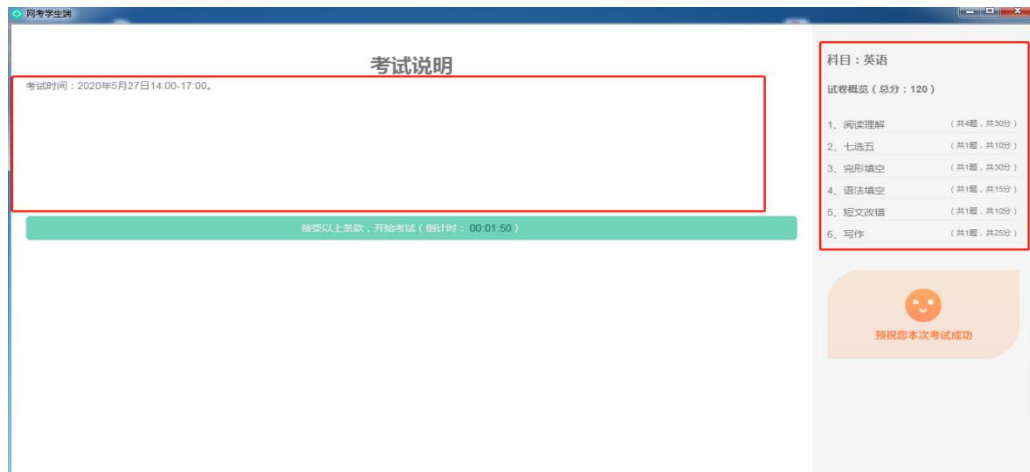 网考学生端
考试说明
考试时间：2020年5月27日14:00-17:00。
接受以上条款，开始考试（倒计时： 00:01:50 ）
科目：英语
试卷概览（总分：120）
1、阅读理解 （共4题，共30分）
2、七选五 （共1题，共10分）
3、完形填空 （共1题，共30分）
4、语法填空 （共1题，共15分）
5、短文改错 （共1题，共10分）
6、写作 （共1题，共25分）
预祝您本次考试成功